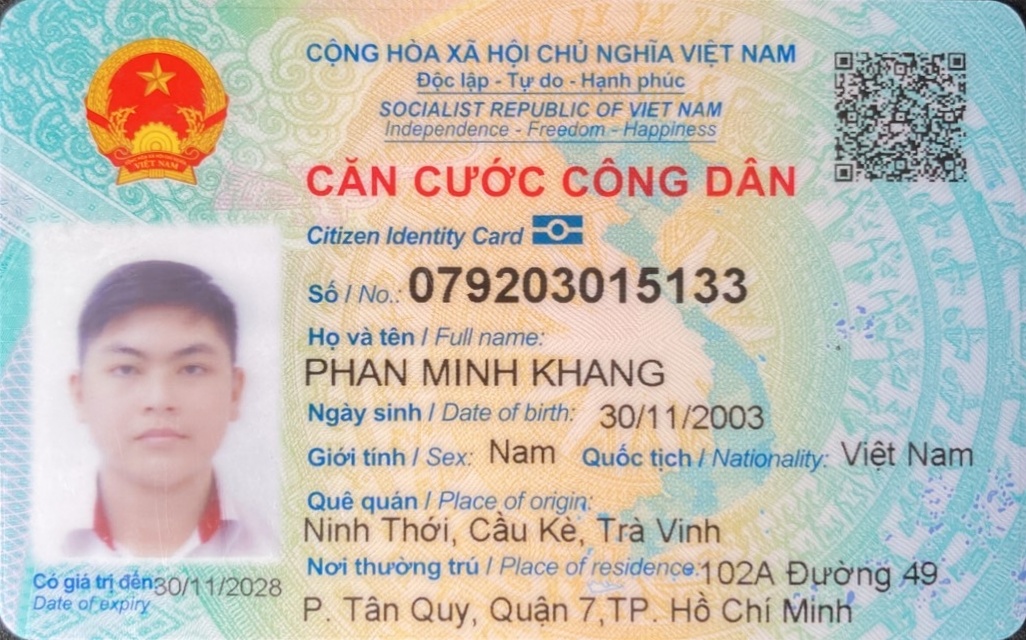 CỘNG HÒA XÃ HỘI CHỦ NGHĨA VIỆT NAM
Độc lập - Tự do - Hạnh phúc
SOCIALIST REPUBLIC OF VIET NAM
Independence - Freedom - Happiness
CĂN CƯỚC CÔNG DÂN
Citizen Identity Card
Số / No.: 079203015133
Họ và tên / Full name:
PHAN MINH KHANG
Ngày sinh / Date of birth: 30/11/2003
Giới tính / Sex: Nam Quốc tịch / Nationality: Việt Nam
Quê quán / Place of origin:
Ninh Thới, Cầu Kè, Trà Vinh
Nơi thường trú / Place of residence: 102A Đường 49
P. Tân Quy, Quận 7,TP. Hồ Chí Minh
Có giá trị đến 30/11/2028
Date of expiry
VIỆT NAM